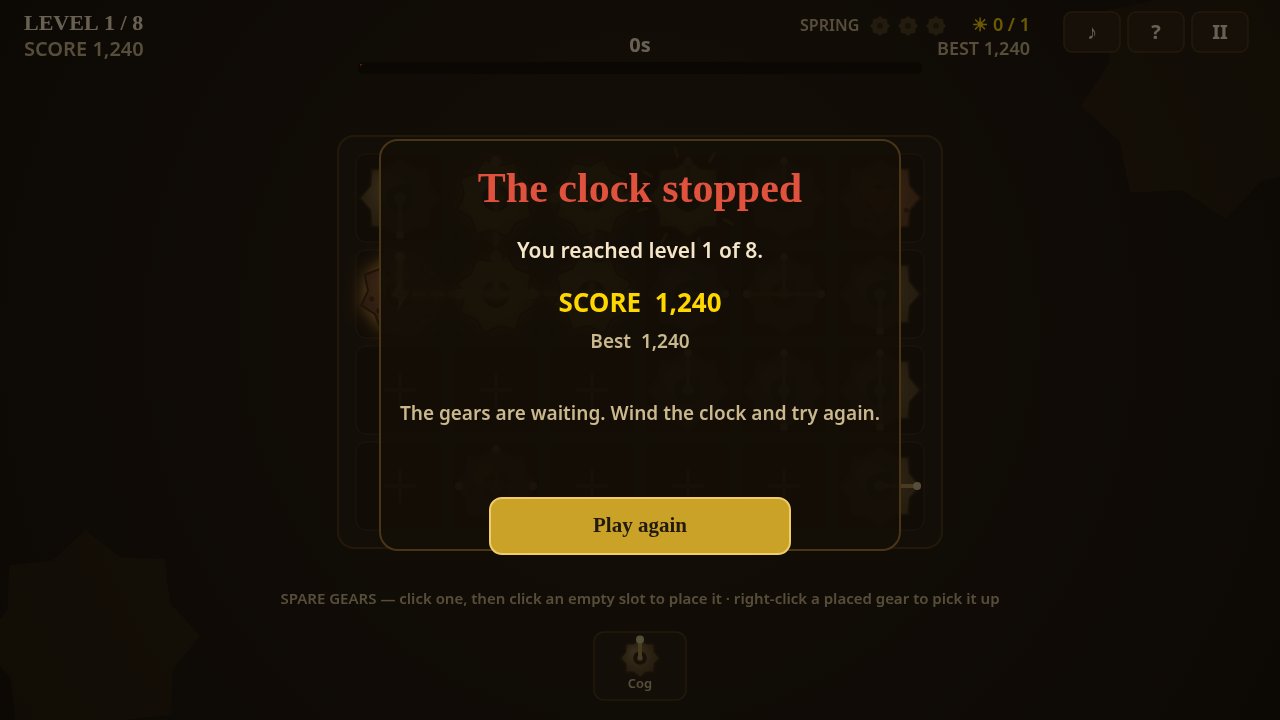 LEVEL 1 / 8
SCORE 1,240
0s
SPRING
0 / 1
BEST 1,240
♪
?
II
The clock stopped
You reached level 1 of 8.
SCORE 1,240
Best 1,240
The gears are waiting. Wind the clock and try again.
Play again
SPARE GEARS — click one, then click an empty slot to place it · right-click a placed gear to pick it up
Cog